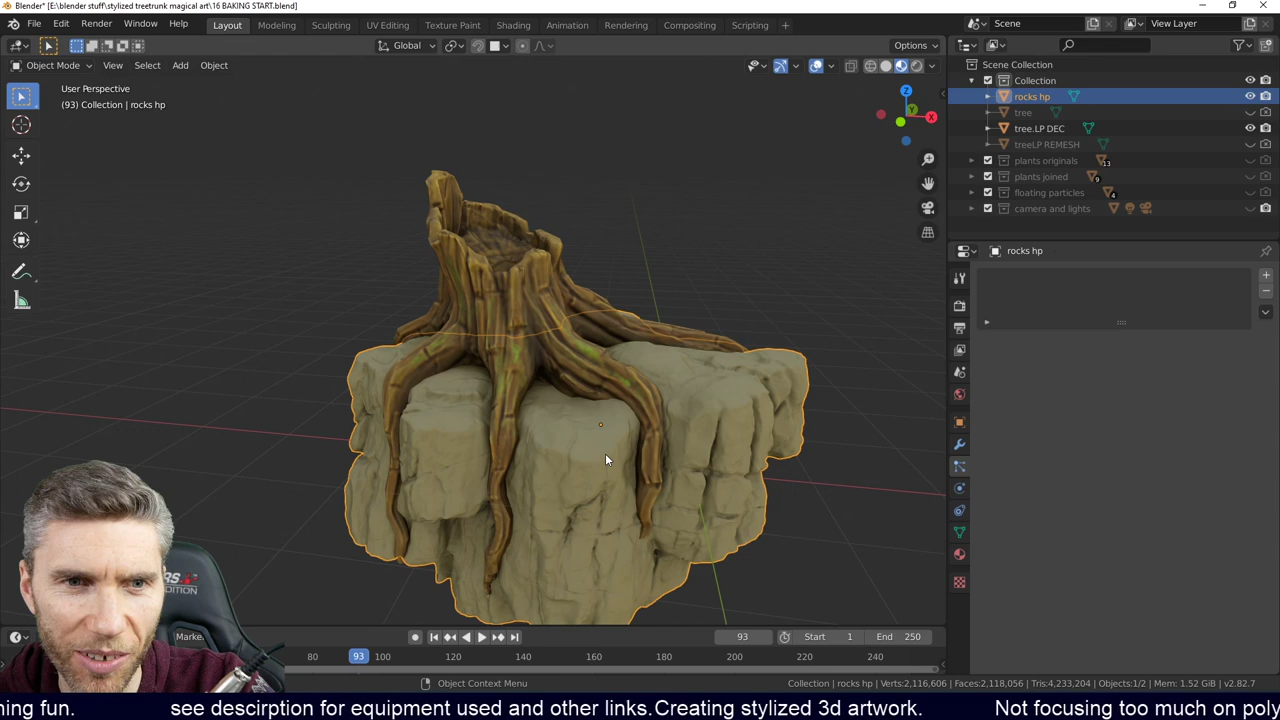 Blender* [E:\blender stuff\stylized treetrunk magical art\16 BAKING START.blend]
File Edit Render Window Help Layout Modeling Sculpting UV Editing Texture Paint Shading Animation Rendering Compositing Scripting + Scene View Layer
Global Options
Object Mode View Select Add Object
User Perspective
(93) Collection | rocks hp
Scene Collection
Collection
rocks hp
tree
tree.LP DEC
treeLP REMESH
plants originals 13
plants joined 9
floating particles 4
camera and lights
rocks hp
Z
Y
X
Marke 93 Start 1 End 250
80 93 100 120 140 160 180 200 220 240
Object Context Menu Collection | rocks hp | Verts:2,116,606 | Faces:2,118,056 | Tris:4,233,204 | Objects:1/2 | Mem: 1.52 GiB | v2.82.7
ning fun. see descirption for equipment used and other links.Creating stylized 3d artwork. Not focusing too much on poly